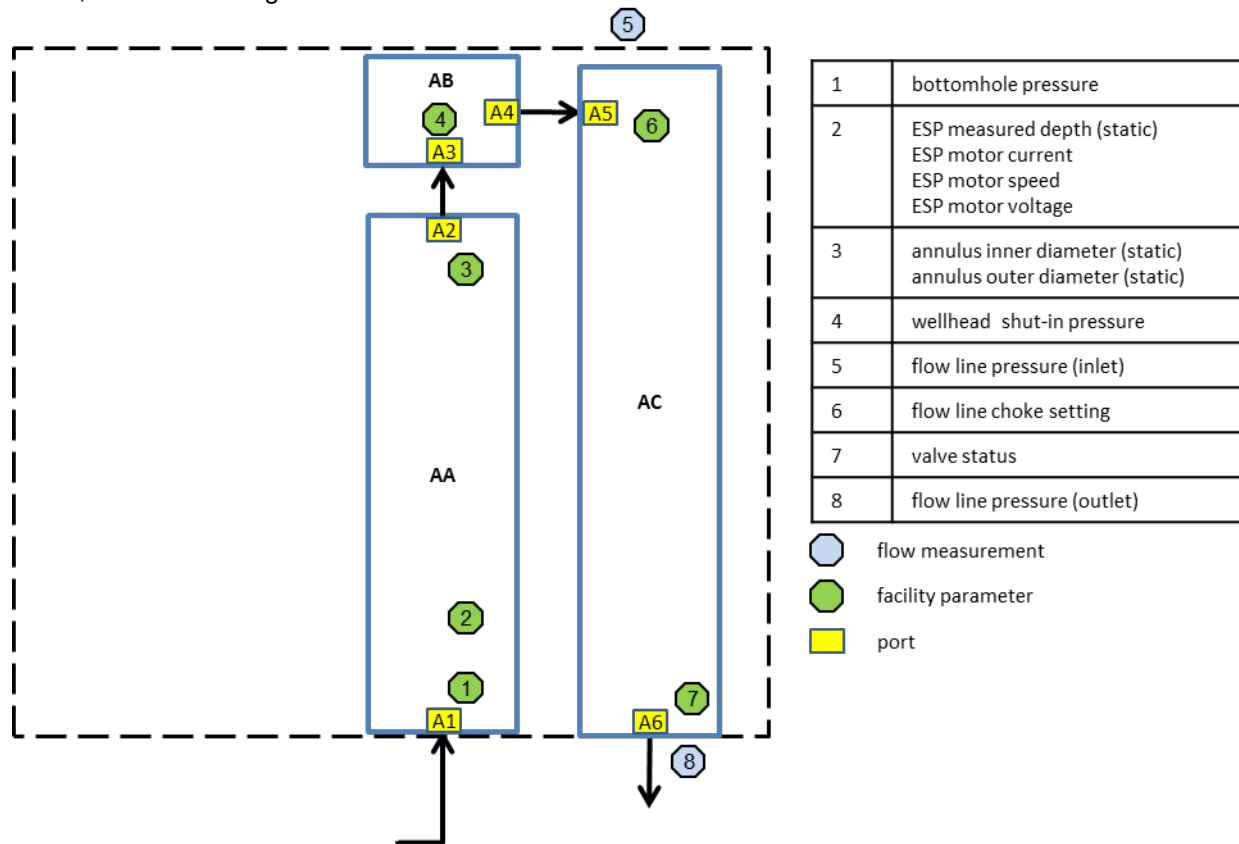 5
AB
4
A4
A5
6
A3
A2
3
AA
AC
2
1
7
A1
A6
8
1 bottomhole pressure
2 ESP measured depth (static)
ESP motor current
ESP motor speed
ESP motor voltage
3 annulus inner diameter (static)
annulus outer diameter (static)
4 wellhead shut-in pressure
5 flow line pressure (inlet)
6 flow line choke setting
7 valve status
8 flow line pressure (outlet)
flow measurement
facility parameter
port